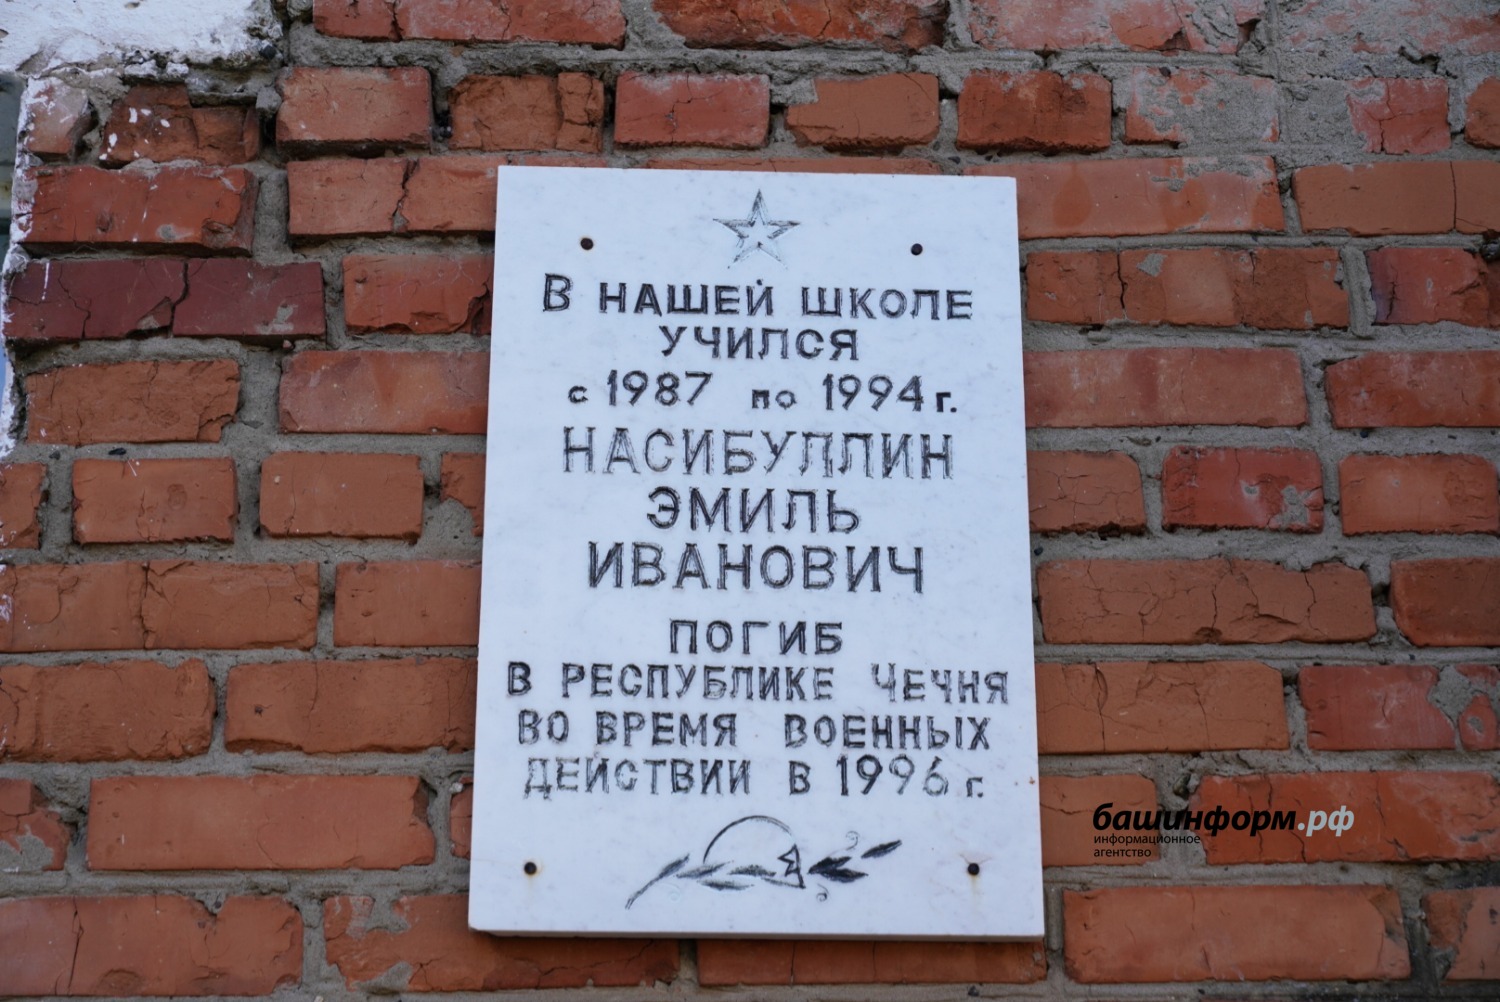 В НАШЕЙ ШКОЛЕ
УЧИЛСЯ
с 1987 по 1994 г.
НАСИБУЛЛИН
ЭМИЛЬ
ИВАНОВИЧ
ПОГИБ
В РЕСПУБЛИКЕ ЧЕЧНЯ
ВО ВРЕМЯ ВОЕННЫХ
ДЕЙСТВИИ В 1996 г.
башинформ.рф
информационное
агентство